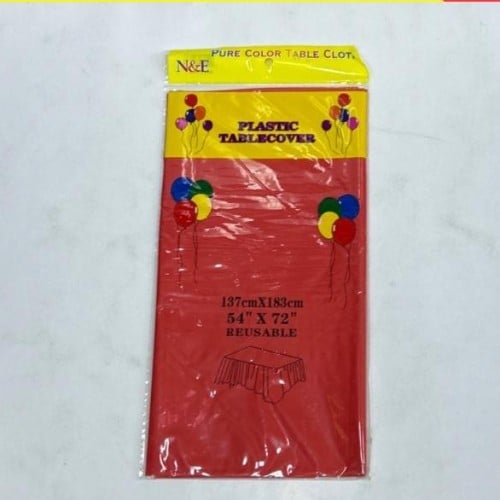 PURE COLOR TABLE CLOT
N&E
PLASTIC
TABLECOVER
137cmX183cm
54" X 72"
REUSABLE